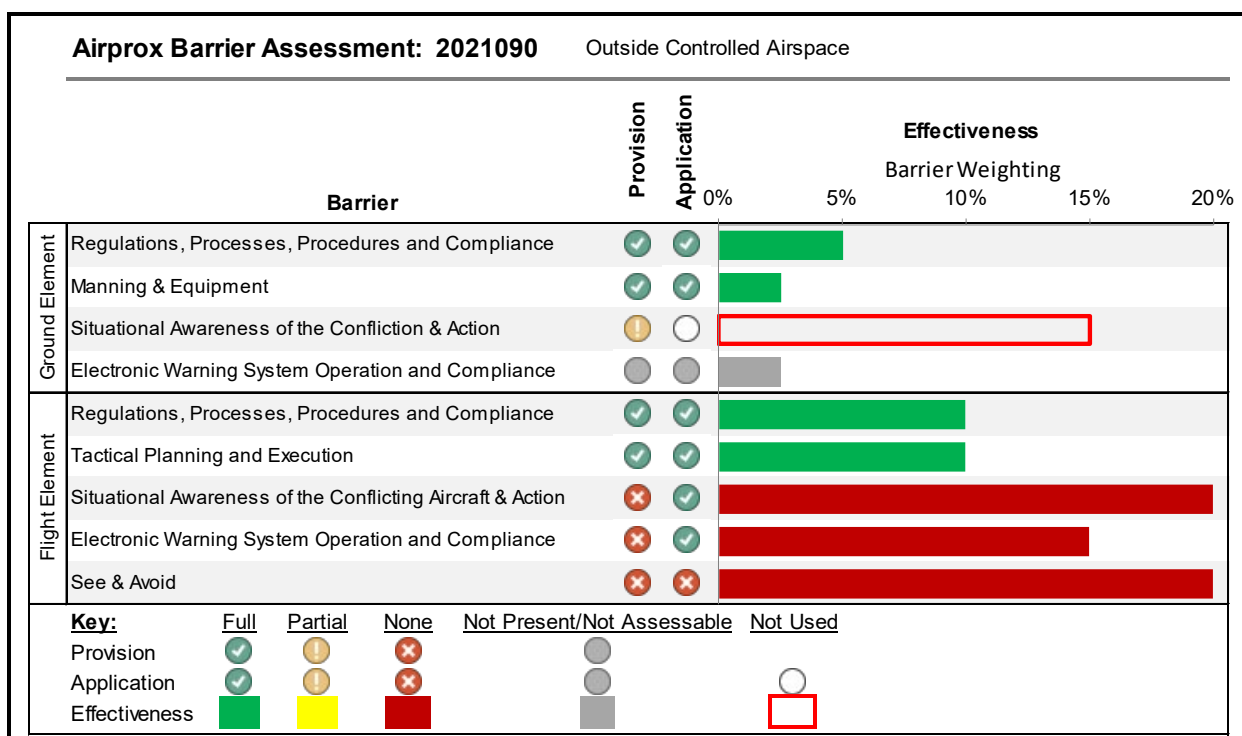 Airprox Barrier Assessment: 2021090 Outside Controlled Airspace
Provision
Application
Effectiveness
Barrier Weighting
Barrier
0% 5% 10% 15% 20%
Ground Element
Regulations, Processes, Procedures and Compliance
Manning & Equipment
Situational Awareness of the Confliction & Action
Electronic Warning System Operation and Compliance
Flight Element
Regulations, Processes, Procedures and Compliance
Tactical Planning and Execution
Situational Awareness of the Conflicting Aircraft & Action
Electronic Warning System Operation and Compliance
See & Avoid
Key: Full Partial None Not Present/Not Assessable Not Used
Provision
Application
Effectiveness